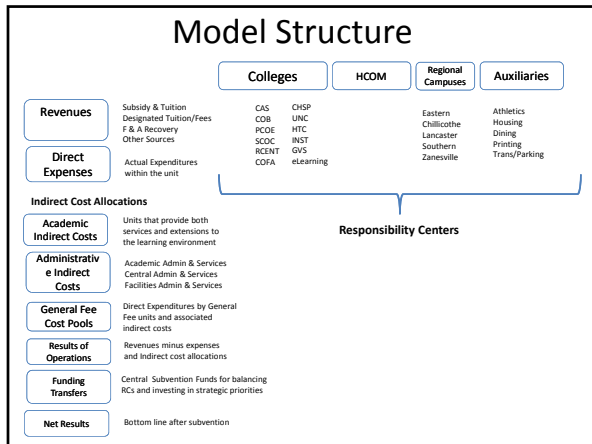 Model Structure
Colleges
HCOM
Regional
Campuses
Auxiliaries
Revenues
Subsidy & Tuition
Designated Tuition/Fees
F & A Recovery
Other Sources
CAS
COB
PCOE
SCOC
RCENT
COFA
CHSP
UNC
HTC
INST
GVS
eLearning
Eastern
Chillicothe
Lancaster
Southern
Zanesville
Athletics
Housing
Dining
Printing
Trans/Parking
Direct
Expenses
Actual Expenditures
within the unit
Responsibility Centers
Indirect Cost Allocations
Academic
Indirect Costs
Units that provide both
services and extensions to
the learning environment
Administrativ
e Indirect
Costs
Academic Admin & Services
Central Admin & Services
Facilities Admin & Services
General Fee
Cost Pools
Direct Expenditures by General
Fee units and associated
indirect costs
Results of
Operations
Revenues minus expenses
and Indirect cost allocations
Funding
Transfers
Central Subvention Funds for balancing
RCs and investing in strategic priorities
Net Results
Bottom line after subvention